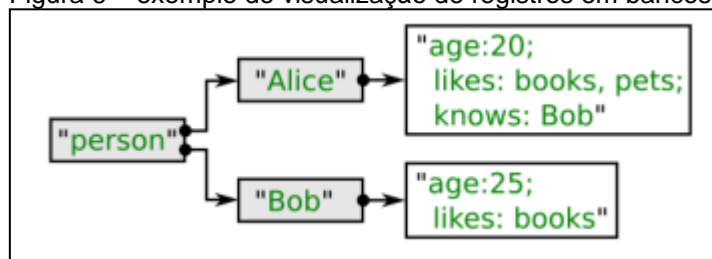 "person"
"Alice"
"age:20;
likes: books, pets;
knows: Bob"
"Bob"
"age:25;
likes: books"